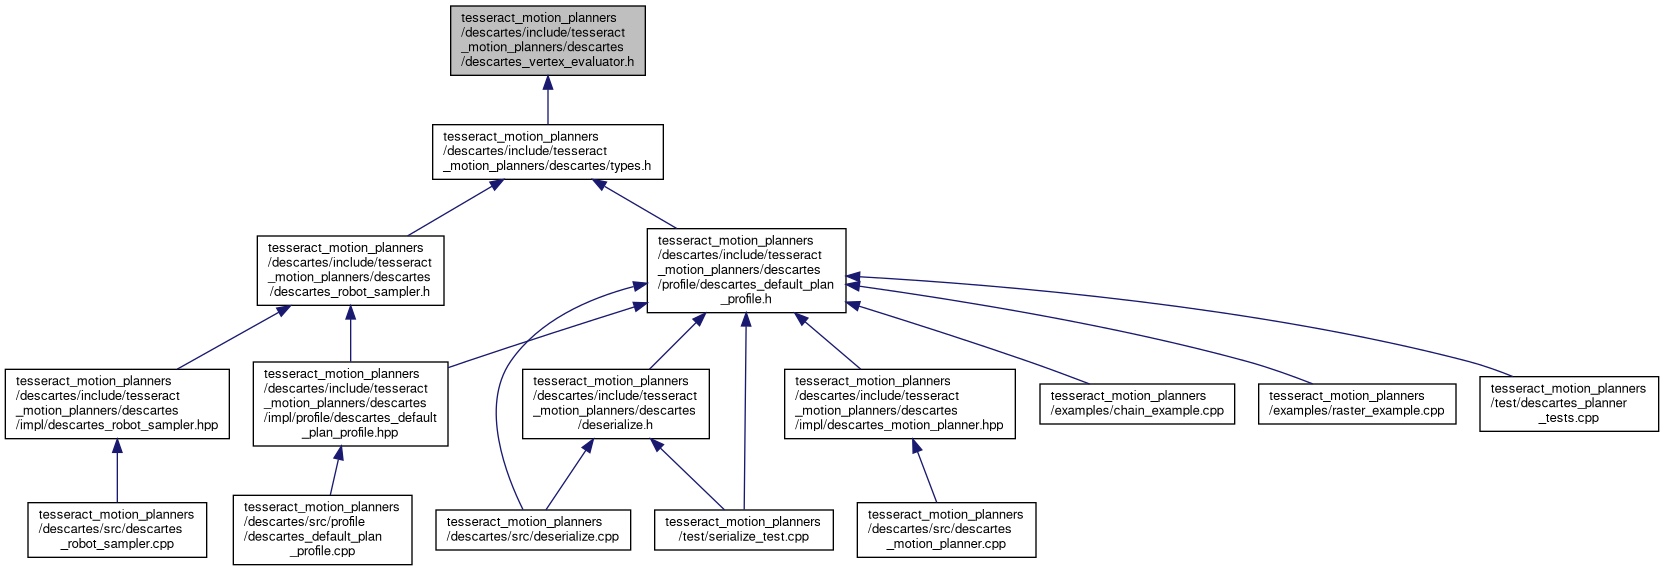 tesseract_motion_planners
/descartes/include/tesseract
_motion_planners/descartes
/descartes_vertex_evaluator.h
tesseract_motion_planners
/descartes/include/tesseract
_motion_planners/descartes/types.h
tesseract_motion_planners
/descartes/include/tesseract
_motion_planners/descartes
/descartes_robot_sampler.h
tesseract_motion_planners
/descartes/include/tesseract
_motion_planners/descartes
/profile/descartes_default_plan
_profile.h
tesseract_motion_planners
/descartes/include/tesseract
_motion_planners/descartes
/impl/descartes_robot_sampler.hpp
tesseract_motion_planners
/descartes/include/tesseract
_motion_planners/descartes
/impl/profile/descartes_default
_plan_profile.hpp
tesseract_motion_planners
/descartes/include/tesseract
_motion_planners/descartes
/deserialize.h
tesseract_motion_planners
/descartes/include/tesseract
_motion_planners/descartes
/impl/descartes_motion_planner.hpp
tesseract_motion_planners
/examples/chain_example.cpp
tesseract_motion_planners
/examples/raster_example.cpp
tesseract_motion_planners
/test/descartes_planner
_tests.cpp
tesseract_motion_planners
/descartes/src/descartes
_robot_sampler.cpp
tesseract_motion_planners
/descartes/src/profile
/descartes_default_plan
_profile.cpp
tesseract_motion_planners
/descartes/src/deserialize.cpp
tesseract_motion_planners
/test/serialize_test.cpp
tesseract_motion_planners
/descartes/src/descartes
_motion_planner.cpp